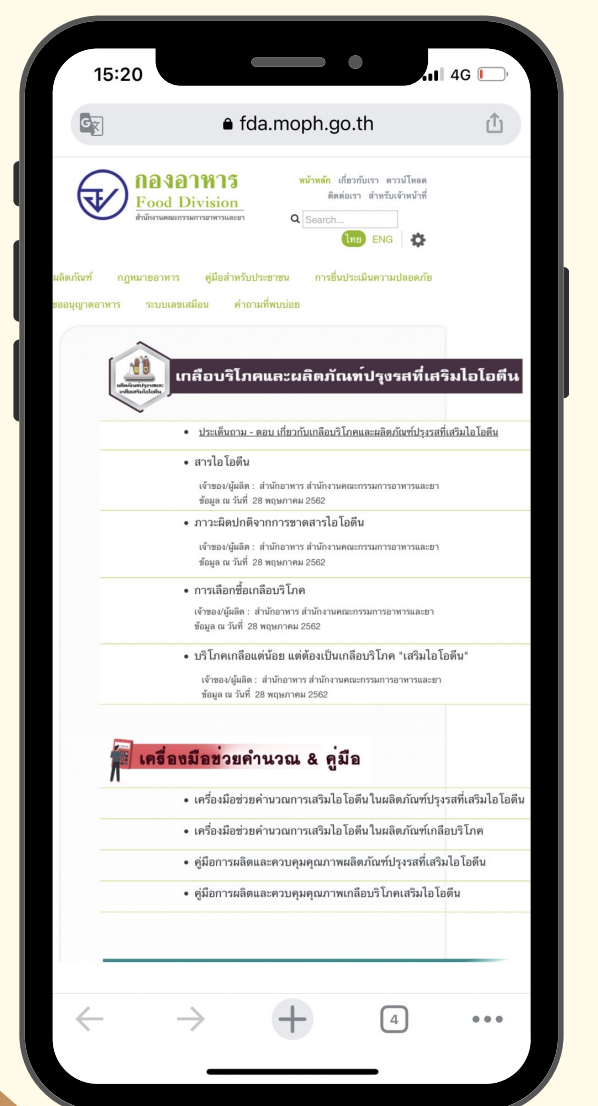 15:20
4G
fda.moph.go.th
กองอาหาร
Food Division
สำนักงานคณะกรรมการอาหารและยา
หน้าหลัก เกี่ยวกับเรา ดาวน์โหลด
ติดต่อเรา สำหรับเจ้าหน้าที่
Search...
ไทย ENG
ผลิตภัณฑ์ กฎหมายอาหาร คู่มือสำหรับประชาชน การยื่นประเมินความปลอดภัย
ขออนุญาตอาหาร ระบบเลขเสมือน คำถามที่พบบ่อย
เกลือบริโภคและผลิตภัณฑ์ปรุงรสที่เสริมไอโอดีน
• ประเด็นถาม - ตอบ เกี่ยวกับเกลือบริโภคและผลิตภัณฑ์ปรุงรสที่เสริมไอโอดีน
• สารไอโอดีน
เจ้าของ/ผู้ผลิต : สำนักอาหาร สำนักงานคณะกรรมการอาหารและยา
ข้อมูล ณ วันที่ 28 พฤษภาคม 2562
• ภาวะผิดปกติจากการขาดสารไอโอดีน
เจ้าของ/ผู้ผลิต : สำนักอาหาร สำนักงานคณะกรรมการอาหารและยา
ข้อมูล ณ วันที่ 28 พฤษภาคม 2562
• การเลือกซื้อเกลือบริโภค
เจ้าของ/ผู้ผลิต : สำนักอาหาร สำนักงานคณะกรรมการอาหารและยา
ข้อมูล ณ วันที่ 28 พฤษภาคม 2562
• บริโภคเกลือแต่น้อย แต่ต้องเป็นเกลือบริโภค "เสริมไอโอดีน"
เจ้าของ/ผู้ผลิต : สำนักอาหาร สำนักงานคณะกรรมการอาหารและยา
ข้อมูล ณ วันที่ 28 พฤษภาคม 2562
เครื่องมือช่วยคำนวณ & คู่มือ
• เครื่องมือช่วยคำนวณการเสริมไอโอดีนในผลิตภัณฑ์ปรุงรสที่เสริมไอโอดีน
• เครื่องมือช่วยคำนวณการเสริมไอโอดีนในผลิตภัณฑ์เกลือบริโภค
• คู่มือการผลิตและควบคุมคุณภาพผลิตภัณฑ์ปรุงรสที่เสริมไอโอดีน
• คู่มือการผลิตและควบคุมคุณภาพเกลือบริโภคเสริมไอโอดีน
4